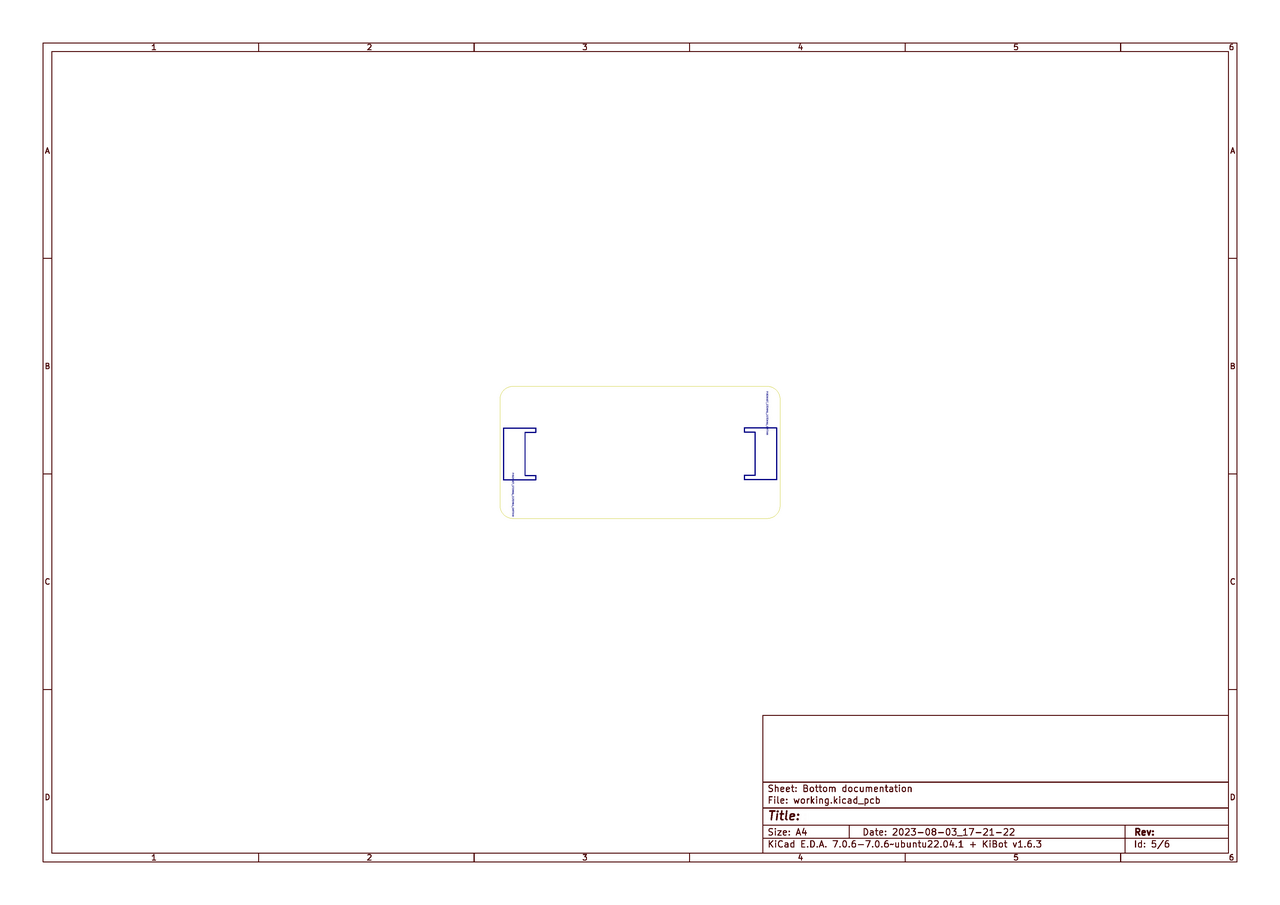 1 2 3 4 5 6
A A
B B
C C
D D
Sheet: Bottom documentation
File: working.kicad_pcb
Title:
Size: A4 Date: 2023-08-03_17-21-22 Rev:
KiCad E.D.A. 7.0.6-7.0.6~ubuntu22.04.1 + KiBot v1.6.3 Id: 5/6
1 2 3 4 5 6